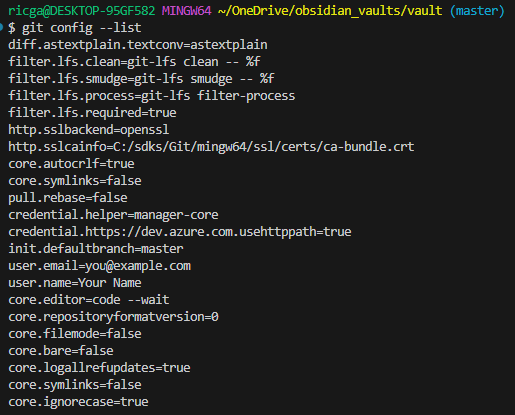 ricga@DESKTOP-95GF582 MINGW64 ~/OneDrive/obsidian_vaults/vault (master)
$ git config --list
diff.astextplain.textconv=astextplain
filter.lfs.clean=git-lfs clean -- %f
filter.lfs.smudge=git-lfs smudge -- %f
filter.lfs.process=git-lfs filter-process
filter.lfs.required=true
http.sslbackend=openssl
http.sslcainfo=C:/sdks/Git/mingw64/ssl/certs/ca-bundle.crt
core.autocrlf=true
core.symlinks=false
pull.rebase=false
credential.helper=manager-core
credential.https://dev.azure.com.usehttppath=true
init.defaultbranch=master
user.email=you@example.com
user.name=Your Name
core.editor=code --wait
core.repositoryformatversion=0
core.filemode=false
core.bare=false
core.logallrefupdates=true
core.symlinks=false
core.ignorecase=true